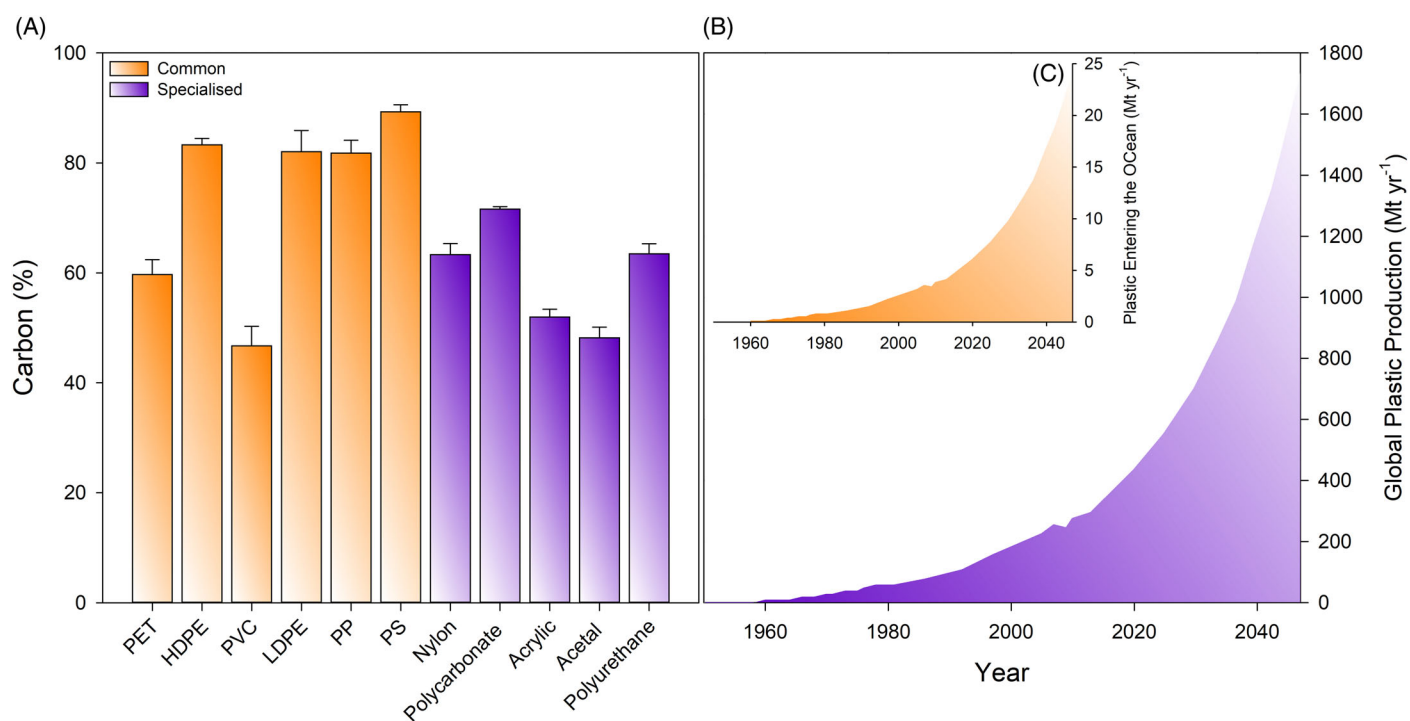 (A)
Common
Specialised
Carbon (%)
100
80
60
40
20
0
PET
HDPE
PVC
LDPE
PP
PS
Nylon
Polycarbonate
Acrylic
Acetal
Polyurethane
(B)
(C)
Plastic Entering the OCean (Mt yr-1)
25
20
15
10
5
0
1960
1980
2000
2020
2040
Global Plastic Production (Mt yr-1)
1800
1600
1400
1200
1000
800
600
400
200
0
1960
1980
2000
2020
2040
Year